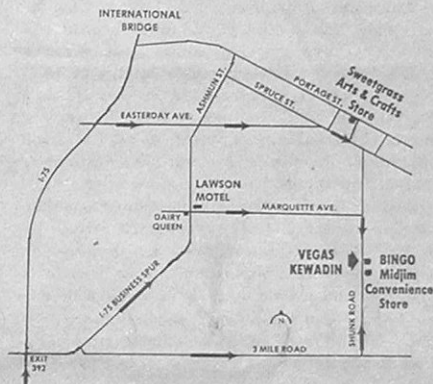 INTERNATIONAL
BRIDGE
ASHMUN ST.
PORTAGE ST.
SPRUCE ST.
Sweetgrass
Arts & Crafts
Store
EASTERDAY AVE.
I-75
LAWSON
MOTEL
DAIRY
QUEEN
MARQUETTE AVE.
VEGAS
KEWADIN
BINGO
Midjim
Convenience
Store
I-75 BUSINESS SPUR
SHUNK ROAD
N
3 MILE ROAD
EXIT
392